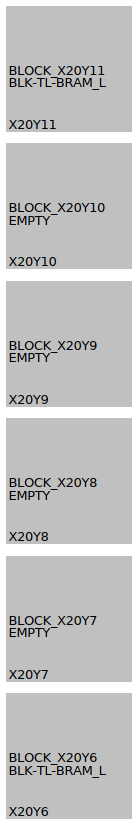 BLOCK_X20Y11
BLK-TL-BRAM_L
X20Y11
BLOCK_X20Y10
EMPTY
X20Y10
BLOCK_X20Y9
EMPTY
X20Y9
BLOCK_X20Y8
EMPTY
X20Y8
BLOCK_X20Y7
EMPTY
X20Y7
BLOCK_X20Y6
BLK-TL-BRAM_L
X20Y6